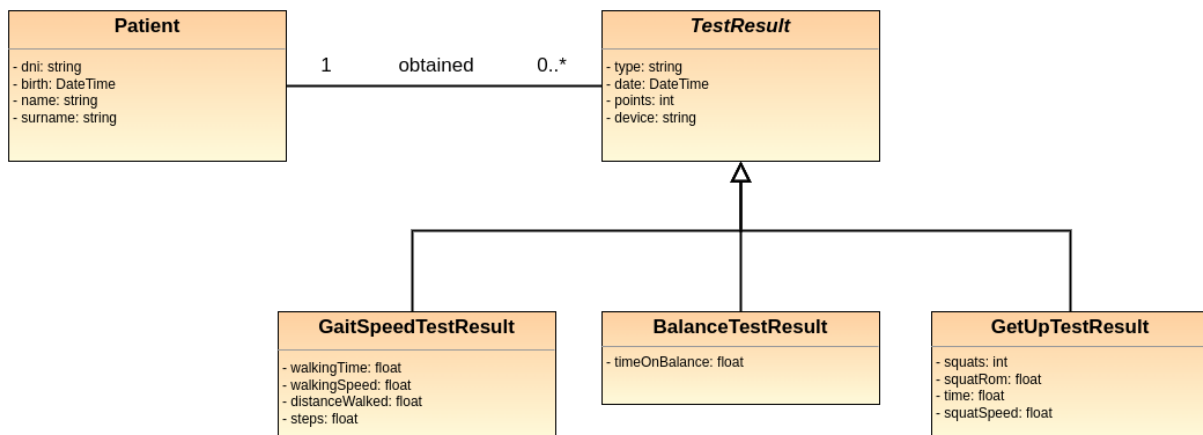 Patient
- dni: string
- birth: DateTime
- name: string
- surname: string
1 obtained 0..*
TestResult
- type: string
- date: DateTime
- points: int
- device: string
GaitSpeedTestResult
- walkingTime: float
- walkingSpeed: float
- distanceWalked: float
- steps: float
BalanceTestResult
- timeOnBalance: float
GetUpTestResult
- squats: int
- squatRom: float
- time: float
- squatSpeed: float